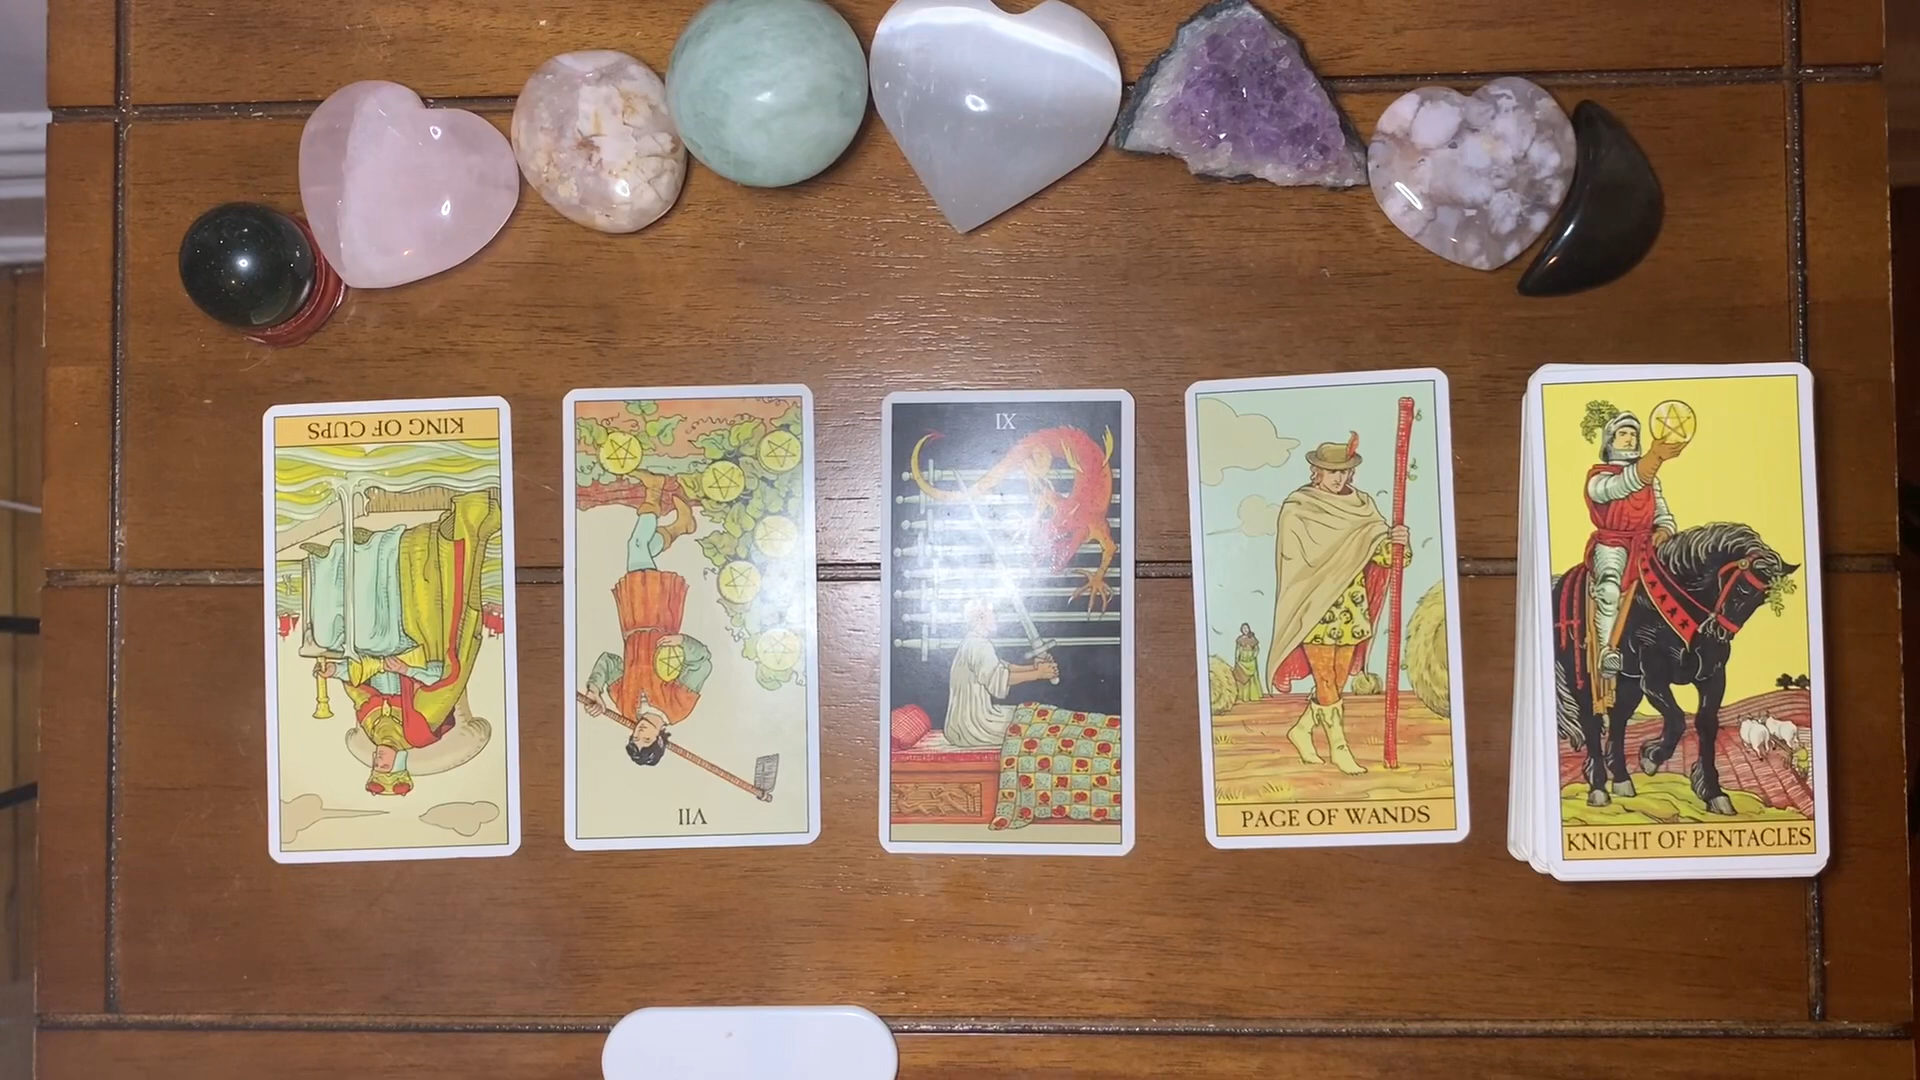 KING OF CUPS
VII
IX
PAGE OF WANDS
KNIGHT OF PENTACLES